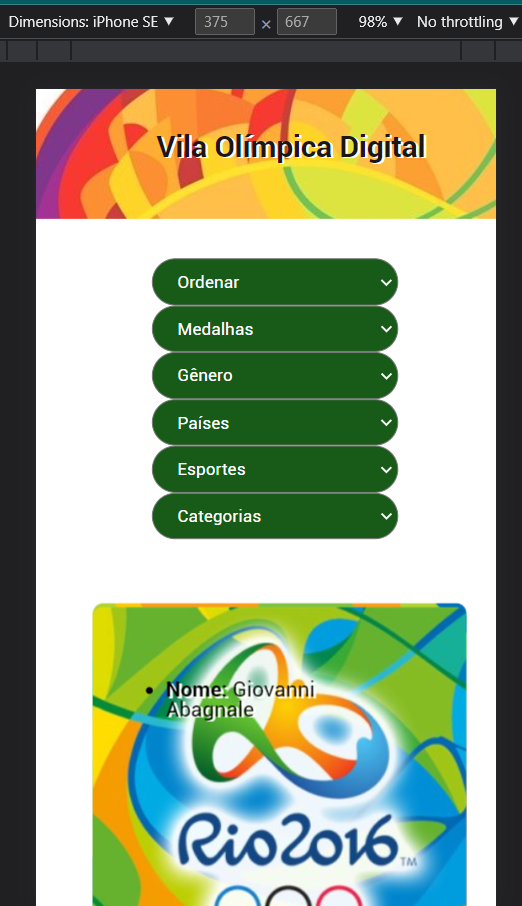 Dimensions: iPhone SE ▼ 375 × 667 98% ▼ No throttling ▼
Vila Olímpica Digital
Ordenar
Medalhas
Gênero
Países
Esportes
Categorias
• Nome: Giovanni
Abagnale
Rio2016™